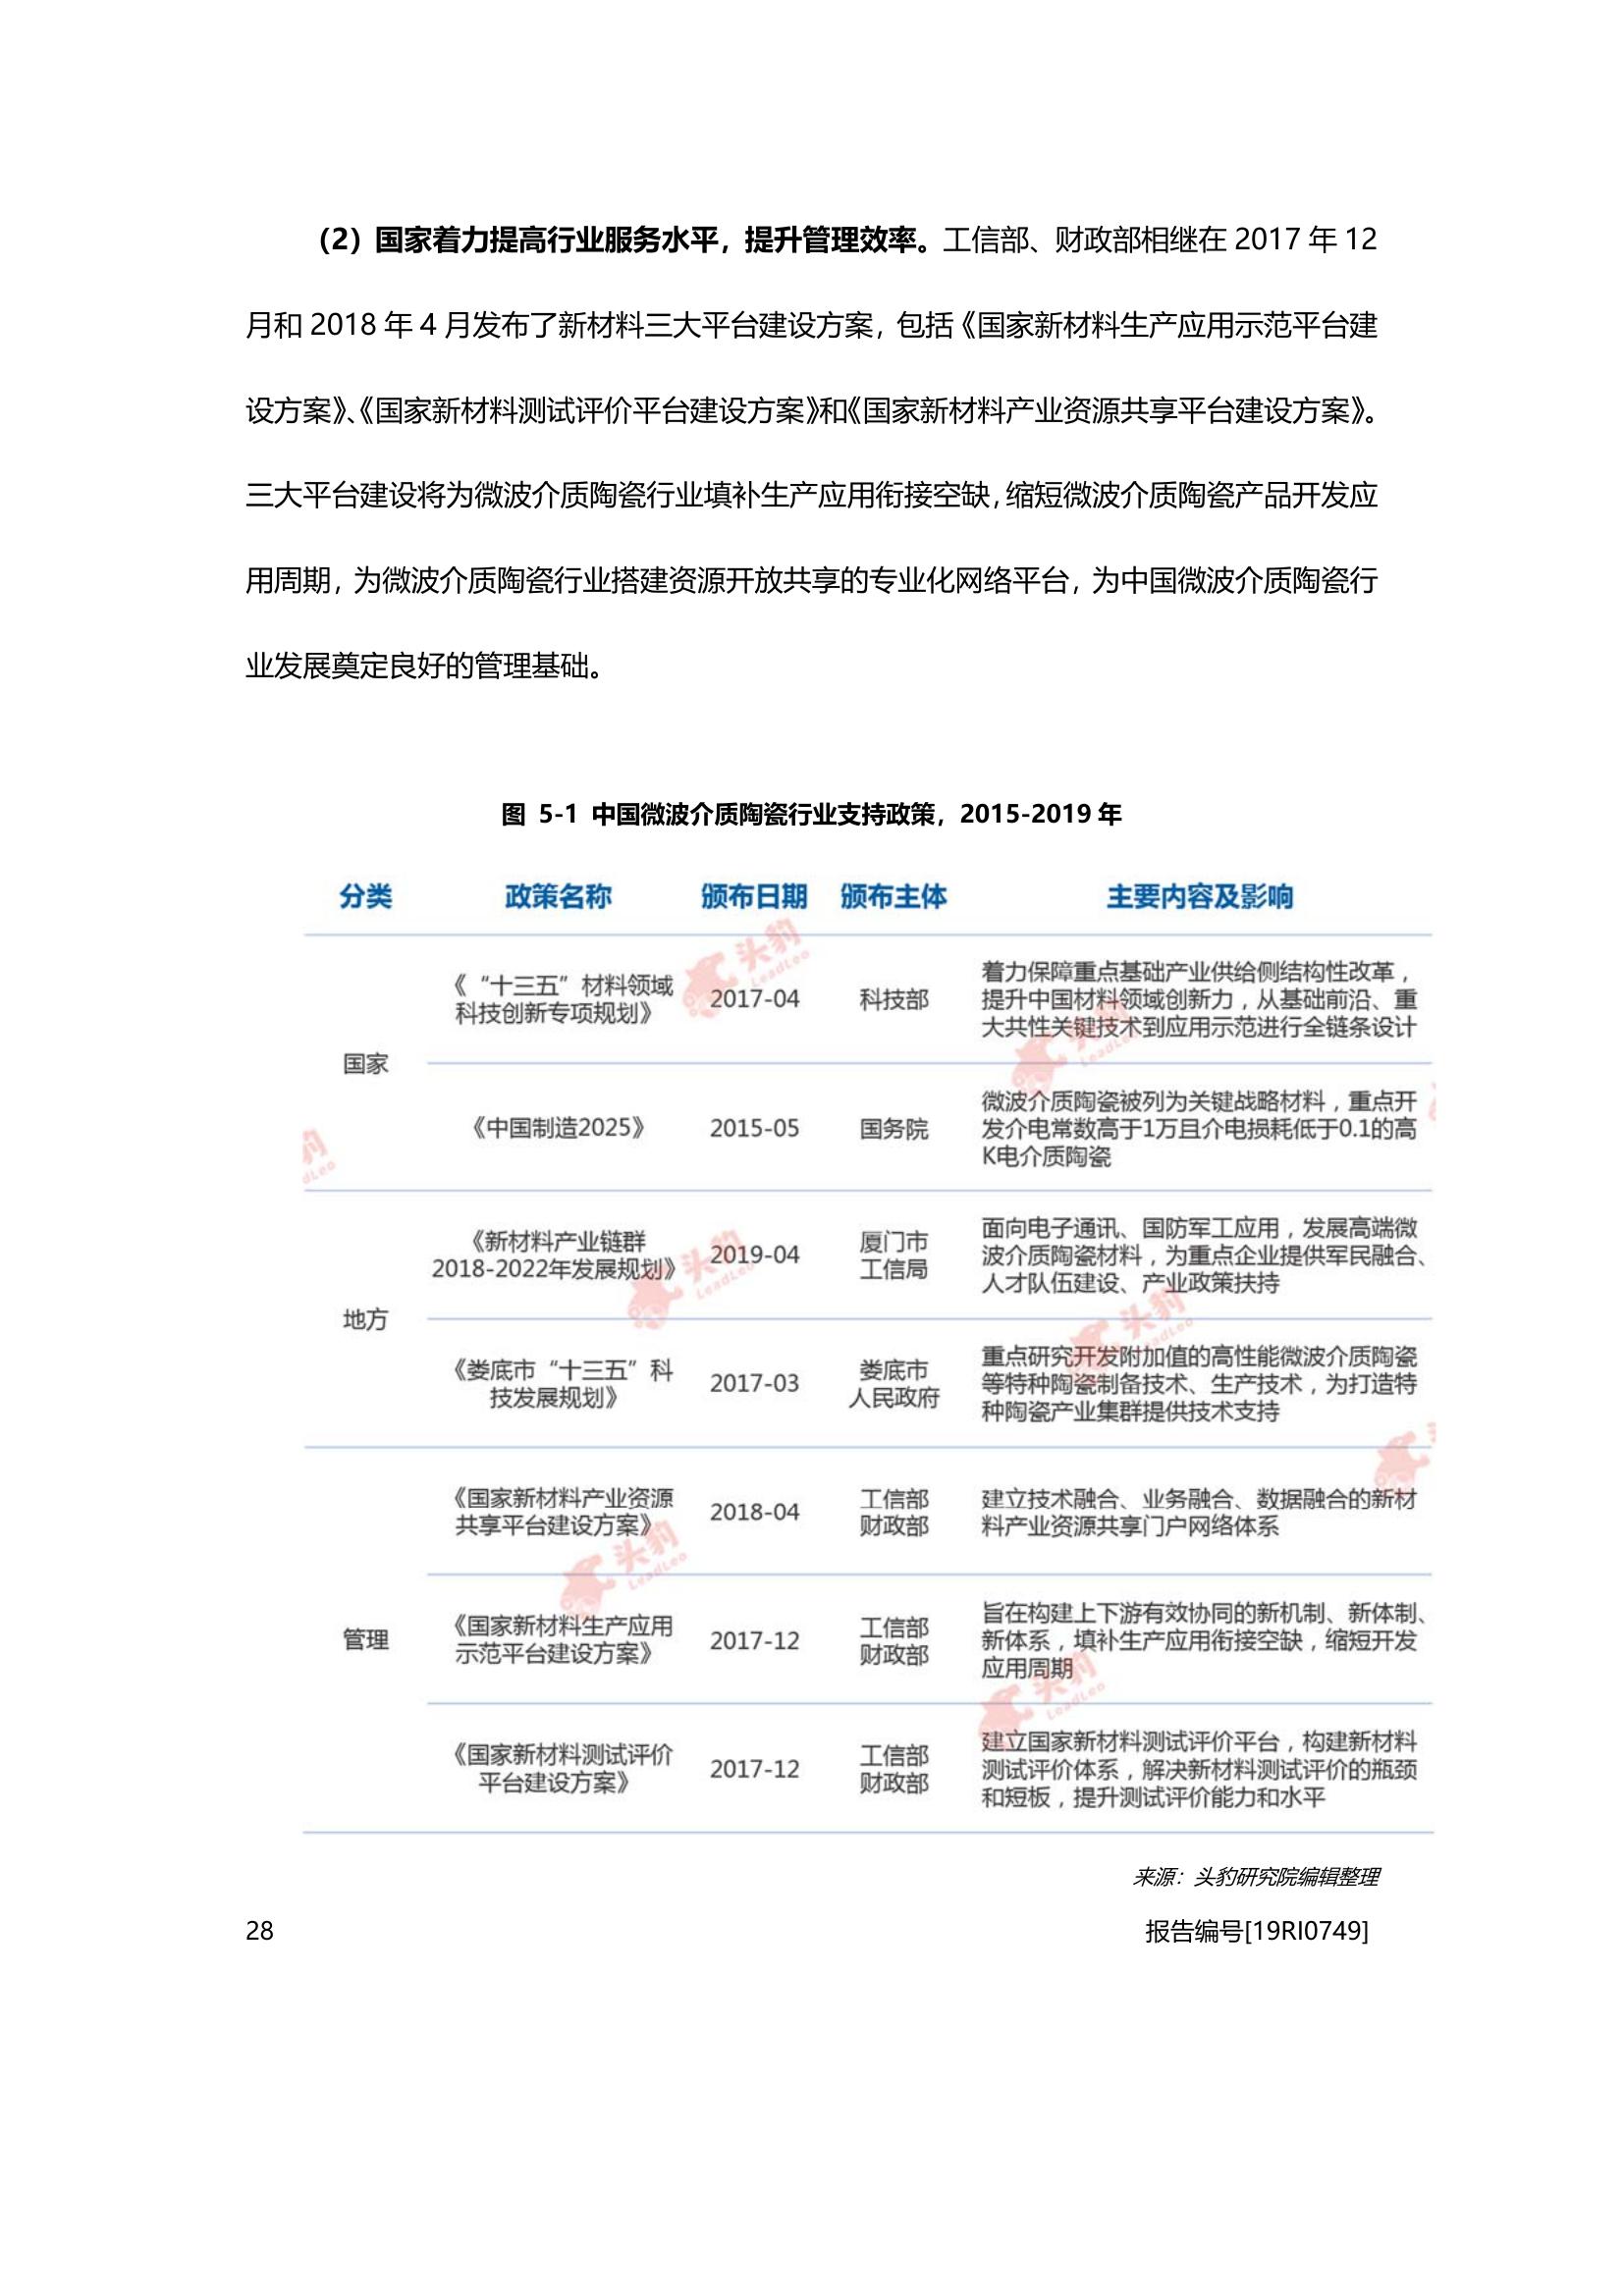 （2）国家着力提高行业服务水平，提升管理效率。工信部、财政部相继在 2017 年 12
月和 2018 年 4 月发布了新材料三大平台建设方案，包括《国家新材料生产应用示范平台建
设方案》、《国家新材料测试评价平台建设方案》和《国家新材料产业资源共享平台建设方案》。
三大平台建设将为微波介质陶瓷行业填补生产应用衔接空缺，缩短微波介质陶瓷产品开发应
用周期，为微波介质陶瓷行业搭建资源开放共享的专业化网络平台，为中国微波介质陶瓷行
业发展奠定良好的管理基础。
图 5-1 中国微波介质陶瓷行业支持政策，2015-2019 年
分类 政策名称 颁布日期 颁布主体 主要内容及影响
国家
《“十三五”材料领域
科技创新专项规划》
2017-04
科技部
着力保障重点基础产业供给侧结构性改革，
提升中国材料领域创新力，从基础前沿、重
大共性关键技术到应用示范进行全链条设计
《中国制造2025》
2015-05
国务院
微波介质陶瓷被列为关键战略材料，重点开
发介电常数高于1万且介电损耗低于0.1的高
K电介质陶瓷
地方
《新材料产业链群
2018-2022年发展规划》
2019-04
厦门市
工信局
面向电子通讯、国防军工应用，发展高端微
波介质陶瓷材料，为重点企业提供军民融合、
人才队伍建设、产业政策扶持
《娄底市“十三五”科
技发展规划》
2017-03
娄底市
人民政府
重点研究开发附加值的高性能微波介质陶瓷
等特种陶瓷制备技术、生产技术，为打造特
种陶瓷产业集群提供技术支持
管理
《国家新材料产业资源
共享平台建设方案》
2018-04
工信部
财政部
建立技术融合、业务融合、数据融合的新材
料产业资源共享门户网络体系
《国家新材料生产应用
示范平台建设方案》
2017-12
工信部
财政部
旨在构建上下游有效协同的新机制、新体制、
新体系，填补生产应用衔接空缺，缩短开发
应用周期
《国家新材料测试评价
平台建设方案》
2017-12
工信部
财政部
建立国家新材料测试评价平台，构建新材料
测试评价体系，解决新材料测试评价的瓶颈
和短板，提升测试评价能力和水平
头豹
LeadLeo
头豹
LeadLeo
头豹
LeadLeo
头豹
LeadLeo
头豹
LeadLeo
头豹
LeadLeo
来源：头豹研究院编辑整理
28
报告编号[19RI0749]